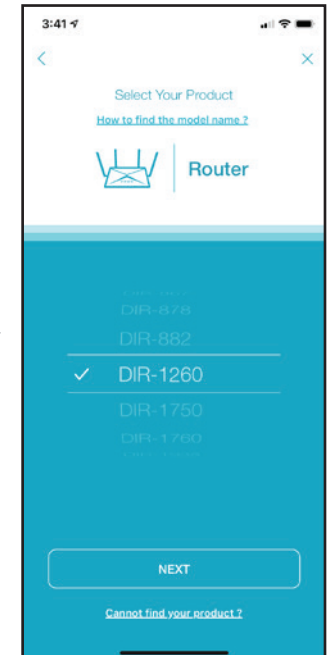 3:41
Select Your Product
How to find the model name ?
Router
DIR-878
DIR-882
DIR-1260
DIR-1750
DIR-1760
NEXT
Cannot find your product ?